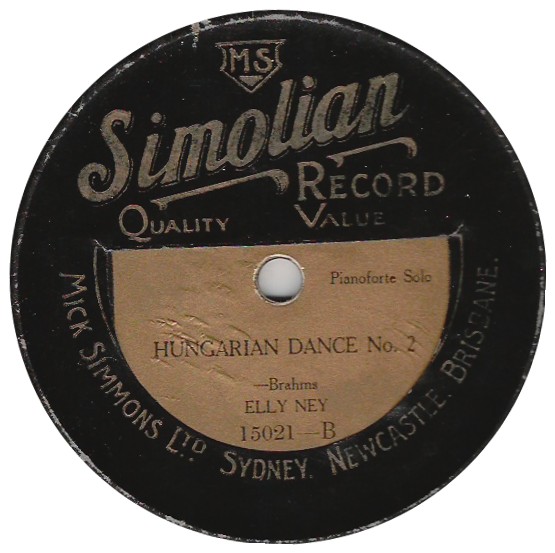 MS
Simolian
RECORD
QUALITY VALUE
Pianoforte Solo
HUNGARIAN DANCE No. 2
—Brahms
ELLY NEY
15021—B
MICK SIMMONS LTD SYDNEY. NEWCASTLE. BRISBANE.